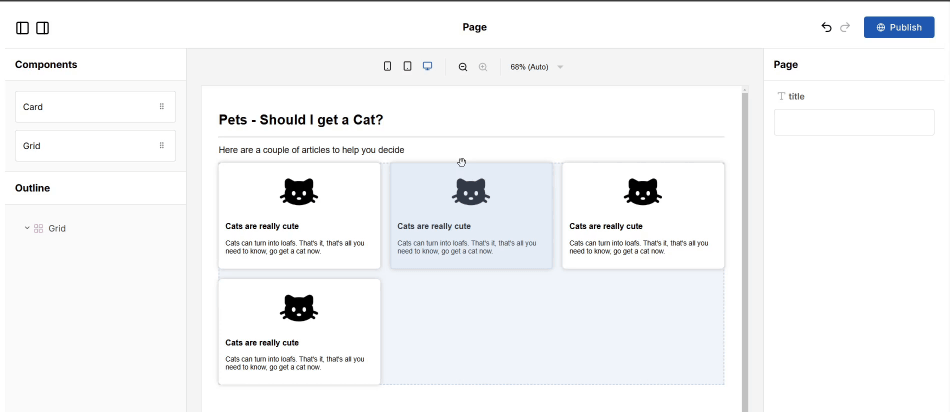 Page
Publish
Components
Card
Grid
Outline
Grid
68% (Auto)
Pets - Should I get a Cat?
Here are a couple of articles to help you decide
Cats are really cute
Cats can turn into loafs. That's it, that's all you
need to know, go get a cat now.
Cats are really cute
Cats can turn into loafs. That's it, that's all you
need to know, go get a cat now.
Cats are really cute
Cats can turn into loafs. That's it, that's all you
need to know, go get a cat now.
Cats are really cute
Cats can turn into loafs. That's it, that's all you
need to know, go get a cat now.
Page
title